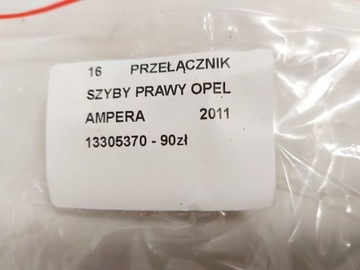 16 PRZEŁĄCZNIK
SZYBY PRAWY OPEL
AMPERA 2011
13305370 - 90zł